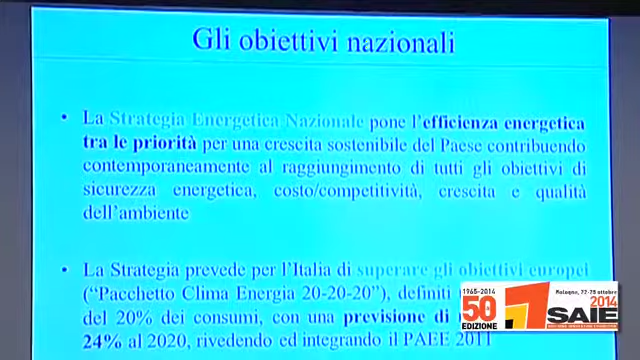 Gli obiettivi nazionali
• La Strategia Energetica Nazionale pone l'efficienza energetica
tra le priorità per una crescita sostenibile del Paese contribuendo
contemporaneamente al raggiungimento di tutti gli obiettivi di
sicurezza energetica, costo/competitività, crescita e qualità
dell'ambiente
• La Strategia prevede per l'Italia di superare gli obiettivi europei
("Pacchetto Clima Energia 20-20-20"), definiti
del 20% dei consumi, con una previsione di
24% al 2020, rivedendo ed integrando il PAEE 2011
1965-2014
50
EDIZIONE
Bologna, 22-25 ottobre
2014
SAIE